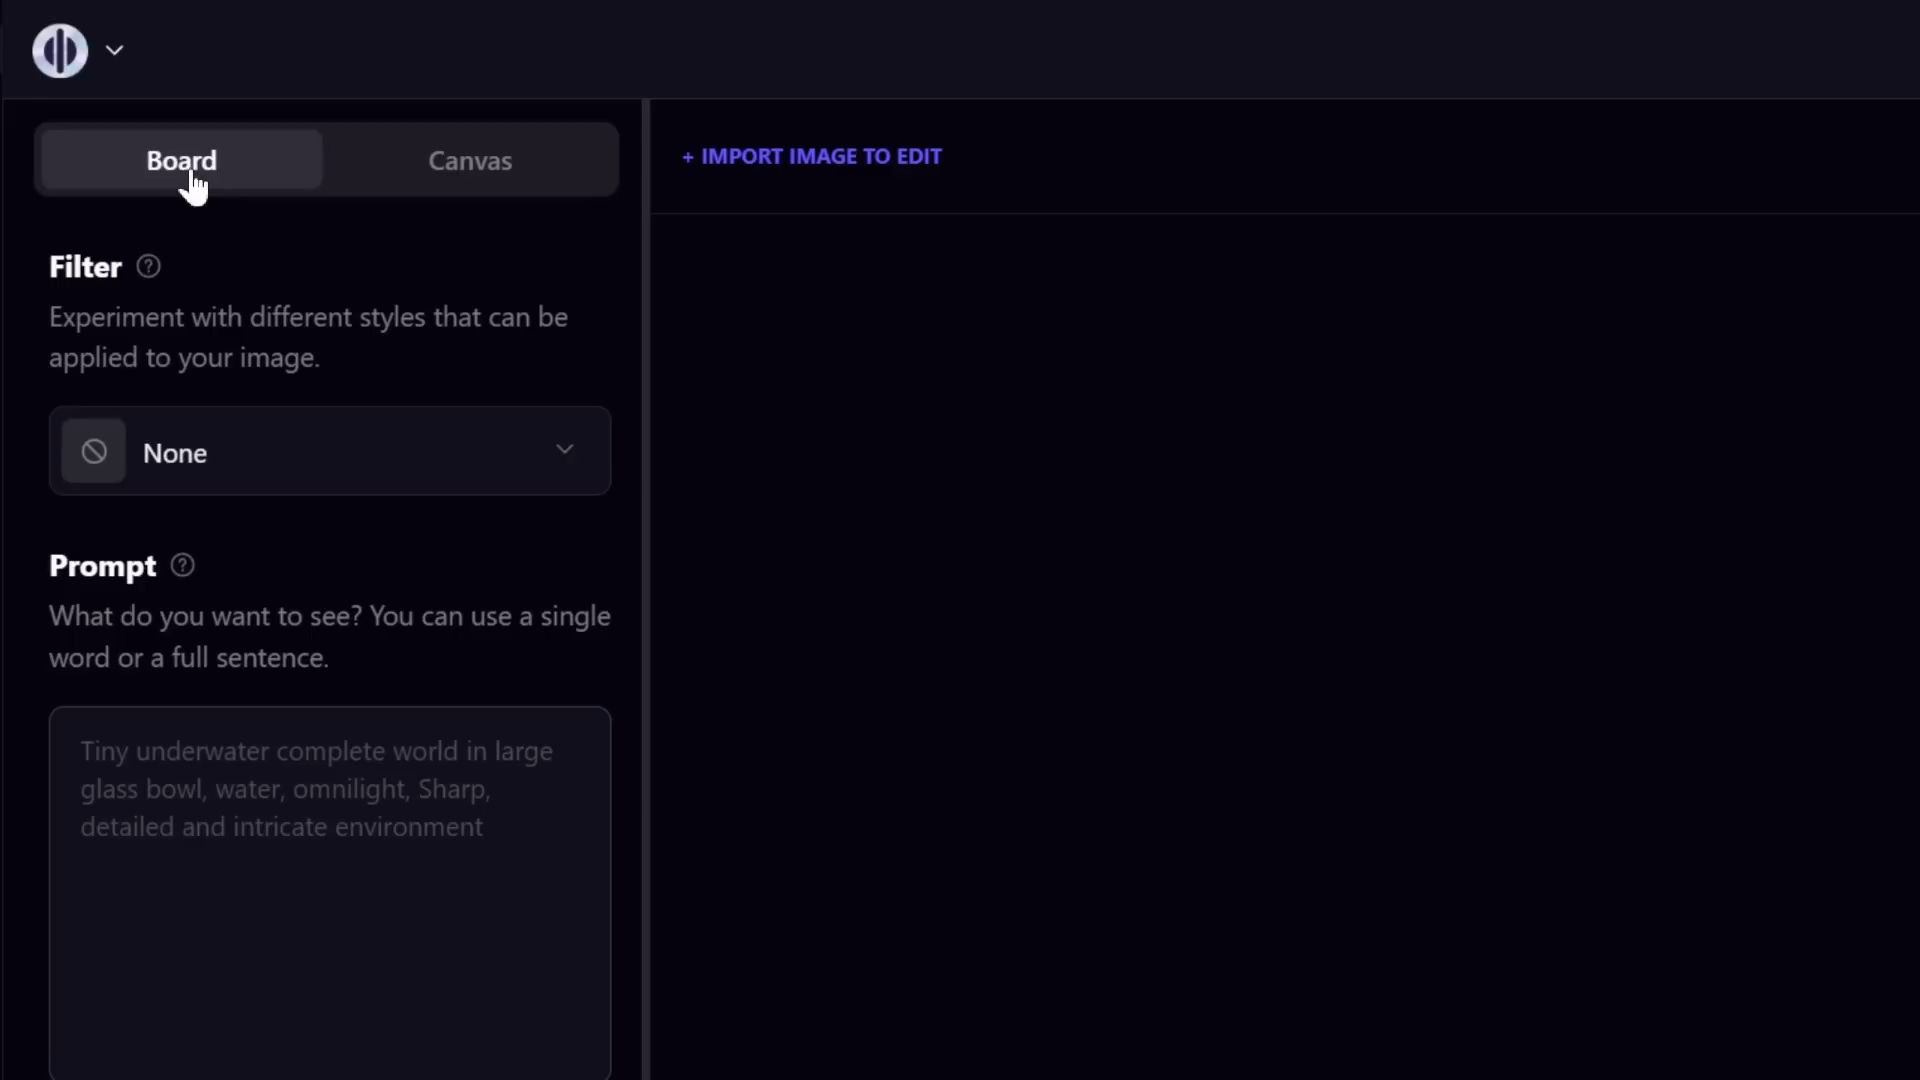 Board
Canvas
+ IMPORT IMAGE TO EDIT
Filter
Experiment with different styles that can be
applied to your image.
None
Prompt
What do you want to see? You can use a single
word or a full sentence.
Tiny underwater complete world in large
glass bowl, water, omnilight, Sharp,
detailed and intricate environment